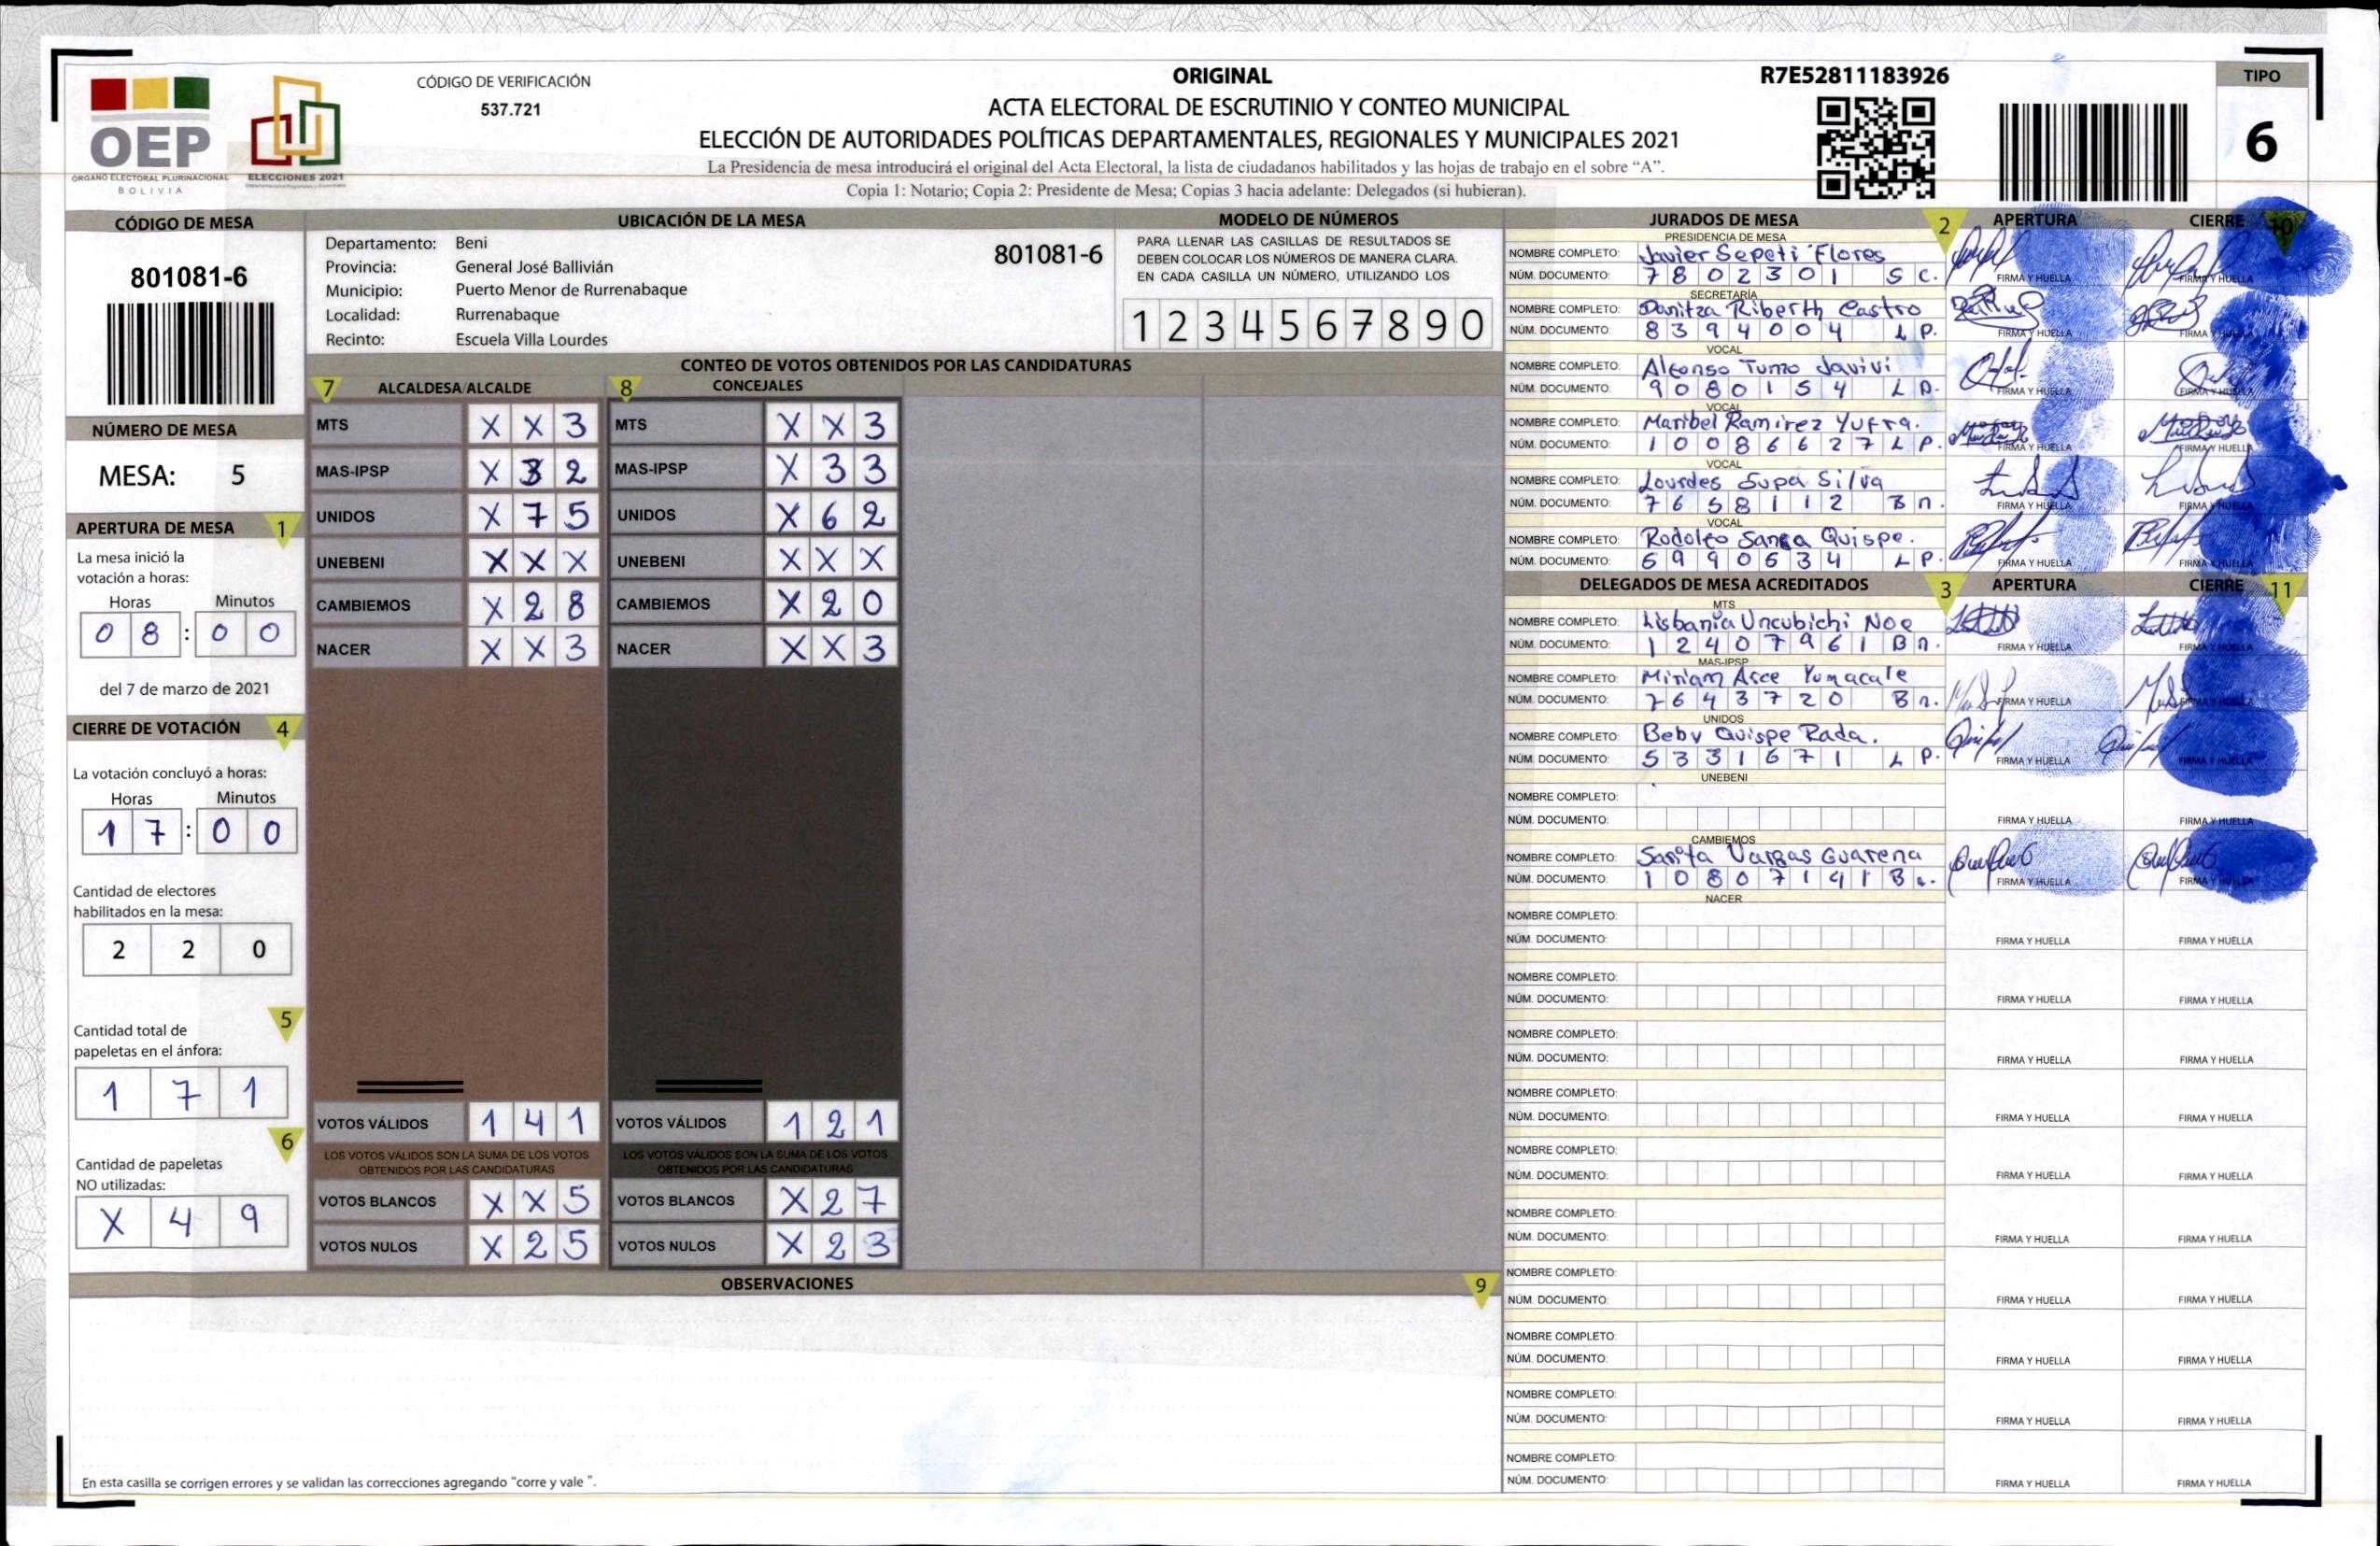 OEP
ÓRGANO ELECTORAL PLURINACIONAL
BOLIVIA
ELECCIONES 2021
CÓDIGO DE VERIFICACIÓN
537.721
ORIGINAL
ACTA ELECTORAL DE ESCRUTINIO Y CONTEO MUNICIPAL
ELECCIÓN DE AUTORIDADES POLÍTICAS DEPARTAMENTALES, REGIONALES Y MUNICIPALES 2021
La Presidencia de mesa introducirá el original del Acta Electoral, la lista de ciudadanos habilitados y las hojas de trabajo en el sobre “A”.
Copia 1: Notario; Copia 2: Presidente de Mesa; Copias 3 hacia adelante: Delegados (si hubieran).
R7E52811183926
TIPO
6
CÓDIGO DE MESA
801081-6
NÚMERO DE MESA
MESA: 5
APERTURA DE MESA 1
La mesa inició la
votación a horas:
Horas Minutos
0 8 : 0 0
del 7 de marzo de 2021
CIERRE DE VOTACIÓN 4
La votación concluyó a horas:
Horas Minutos
1 7 : 0 0
Cantidad de electores
habilitados en la mesa:
2 2 0
5
Cantidad total de
papeletas en el ánfora:
1 7 1
6
Cantidad de papeletas
NO utilizadas:
X 4 9
UBICACIÓN DE LA MESA
Departamento: Beni
801081-6
Provincia: General José Ballivián
Municipio: Puerto Menor de Rurrenabaque
Localidad: Rurrenabaque
Recinto: Escuela Villa Lourdes
MODELO DE NÚMEROS
PARA LLENAR LAS CASILLAS DE RESULTADOS SE
DEBEN COLOCAR LOS NÚMEROS DE MANERA CLARA.
EN CADA CASILLA UN NÚMERO, UTILIZANDO LOS
1 2 3 4 5 6 7 8 9 0
CONTEO DE VOTOS OBTENIDOS POR LAS CANDIDATURAS
7 ALCALDESA/ALCALDE 8 CONCEJALES
MTS X X 3 MTS X X 3
MAS-IPSP X 3 2 MAS-IPSP X 3 3
UNIDOS X 7 5 UNIDOS X 6 2
UNEBENI X X X UNEBENI X X X
CAMBIEMOS X 2 8 CAMBIEMOS X 2 0
NACER X X 3 NACER X X 3
VOTOS VÁLIDOS 1 4 1 VOTOS VÁLIDOS 1 2 1
LOS VOTOS VÁLIDOS SON LA SUMA DE LOS VOTOS LOS VOTOS VÁLIDOS SON LA SUMA DE LOS VOTOS
OBTENIDOS POR LAS CANDIDATURAS OBTENIDOS POR LAS CANDIDATURAS
VOTOS BLANCOS X X 5 VOTOS BLANCOS X 2 7
VOTOS NULOS X 2 5 VOTOS NULOS X 2 3
OBSERVACIONES 9
En esta casilla se corrigen errores y se validan las correcciones agregando "corre y vale ".
JURADOS DE MESA 2 APERTURA CIERRE 10
PRESIDENCIA DE MESA
NOMBRE COMPLETO: Javier Sepeti Flores
NÚM. DOCUMENTO: 7 8 0 2 3 0 1 S C. FIRMA Y HUELLA FIRMA Y HUELLA
SECRETARÍA
NOMBRE COMPLETO: Danitza Riberth Castro
NÚM. DOCUMENTO: 8 3 9 4 0 0 4 L P. FIRMA Y HUELLA FIRMA Y HUELLA
VOCAL
NOMBRE COMPLETO: Alfonso Tumo Javivi
NÚM. DOCUMENTO: 9 0 8 0 1 5 4 L P. FIRMA Y HUELLA FIRMA Y HUELLA
VOCAL
NOMBRE COMPLETO: Maribel Ramirez Yufra.
NÚM. DOCUMENTO: 1 0 0 8 6 6 2 7 L P. FIRMA Y HUELLA FIRMA Y HUELLA
VOCAL
NOMBRE COMPLETO: Lourdes Supa Silva
NÚM. DOCUMENTO: 7 6 5 8 1 1 2 B n. FIRMA Y HUELLA FIRMA Y HUELLA
VOCAL
NOMBRE COMPLETO: Rodolfo Sanca Quispe.
NÚM. DOCUMENTO: 6 9 9 0 6 3 4 L P. FIRMA Y HUELLA FIRMA Y HUELLA
DELEGADOS DE MESA ACREDITADOS 3 APERTURA CIERRE 11
MTS
NOMBRE COMPLETO: Lisbania Uncubichi Noe
NÚM. DOCUMENTO: 1 2 4 0 7 9 6 1 B n. FIRMA Y HUELLA FIRMA Y HUELLA
MAS-IPSP
NOMBRE COMPLETO: Miriam Arce Yumacale
NÚM. DOCUMENTO: 7 6 4 3 7 2 0 B n. FIRMA Y HUELLA FIRMA Y HUELLA
UNIDOS
NOMBRE COMPLETO: Beby Quispe Rada.
NÚM. DOCUMENTO: 5 3 3 1 6 7 1 L P. FIRMA Y HUELLA FIRMA Y HUELLA
UNEBENI
NOMBRE COMPLETO:
NÚM. DOCUMENTO: FIRMA Y HUELLA FIRMA Y HUELLA
CAMBIEMOS
NOMBRE COMPLETO: Sarita Vargas Guarena
NÚM. DOCUMENTO: 1 0 8 0 7 1 4 1 B n. FIRMA Y HUELLA FIRMA Y HUELLA
NACER
NOMBRE COMPLETO:
NÚM. DOCUMENTO: FIRMA Y HUELLA FIRMA Y HUELLA
NOMBRE COMPLETO:
NÚM. DOCUMENTO: FIRMA Y HUELLA FIRMA Y HUELLA
NOMBRE COMPLETO:
NÚM. DOCUMENTO: FIRMA Y HUELLA FIRMA Y HUELLA
NOMBRE COMPLETO:
NÚM. DOCUMENTO: FIRMA Y HUELLA FIRMA Y HUELLA
NOMBRE COMPLETO:
NÚM. DOCUMENTO: FIRMA Y HUELLA FIRMA Y HUELLA
NOMBRE COMPLETO:
NÚM. DOCUMENTO: FIRMA Y HUELLA FIRMA Y HUELLA
NOMBRE COMPLETO:
NÚM. DOCUMENTO: FIRMA Y HUELLA FIRMA Y HUELLA
NOMBRE COMPLETO:
NÚM. DOCUMENTO: FIRMA Y HUELLA FIRMA Y HUELLA
NOMBRE COMPLETO:
NÚM. DOCUMENTO: FIRMA Y HUELLA FIRMA Y HUELLA
NOMBRE COMPLETO:
NÚM. DOCUMENTO: FIRMA Y HUELLA FIRMA Y HUELLA